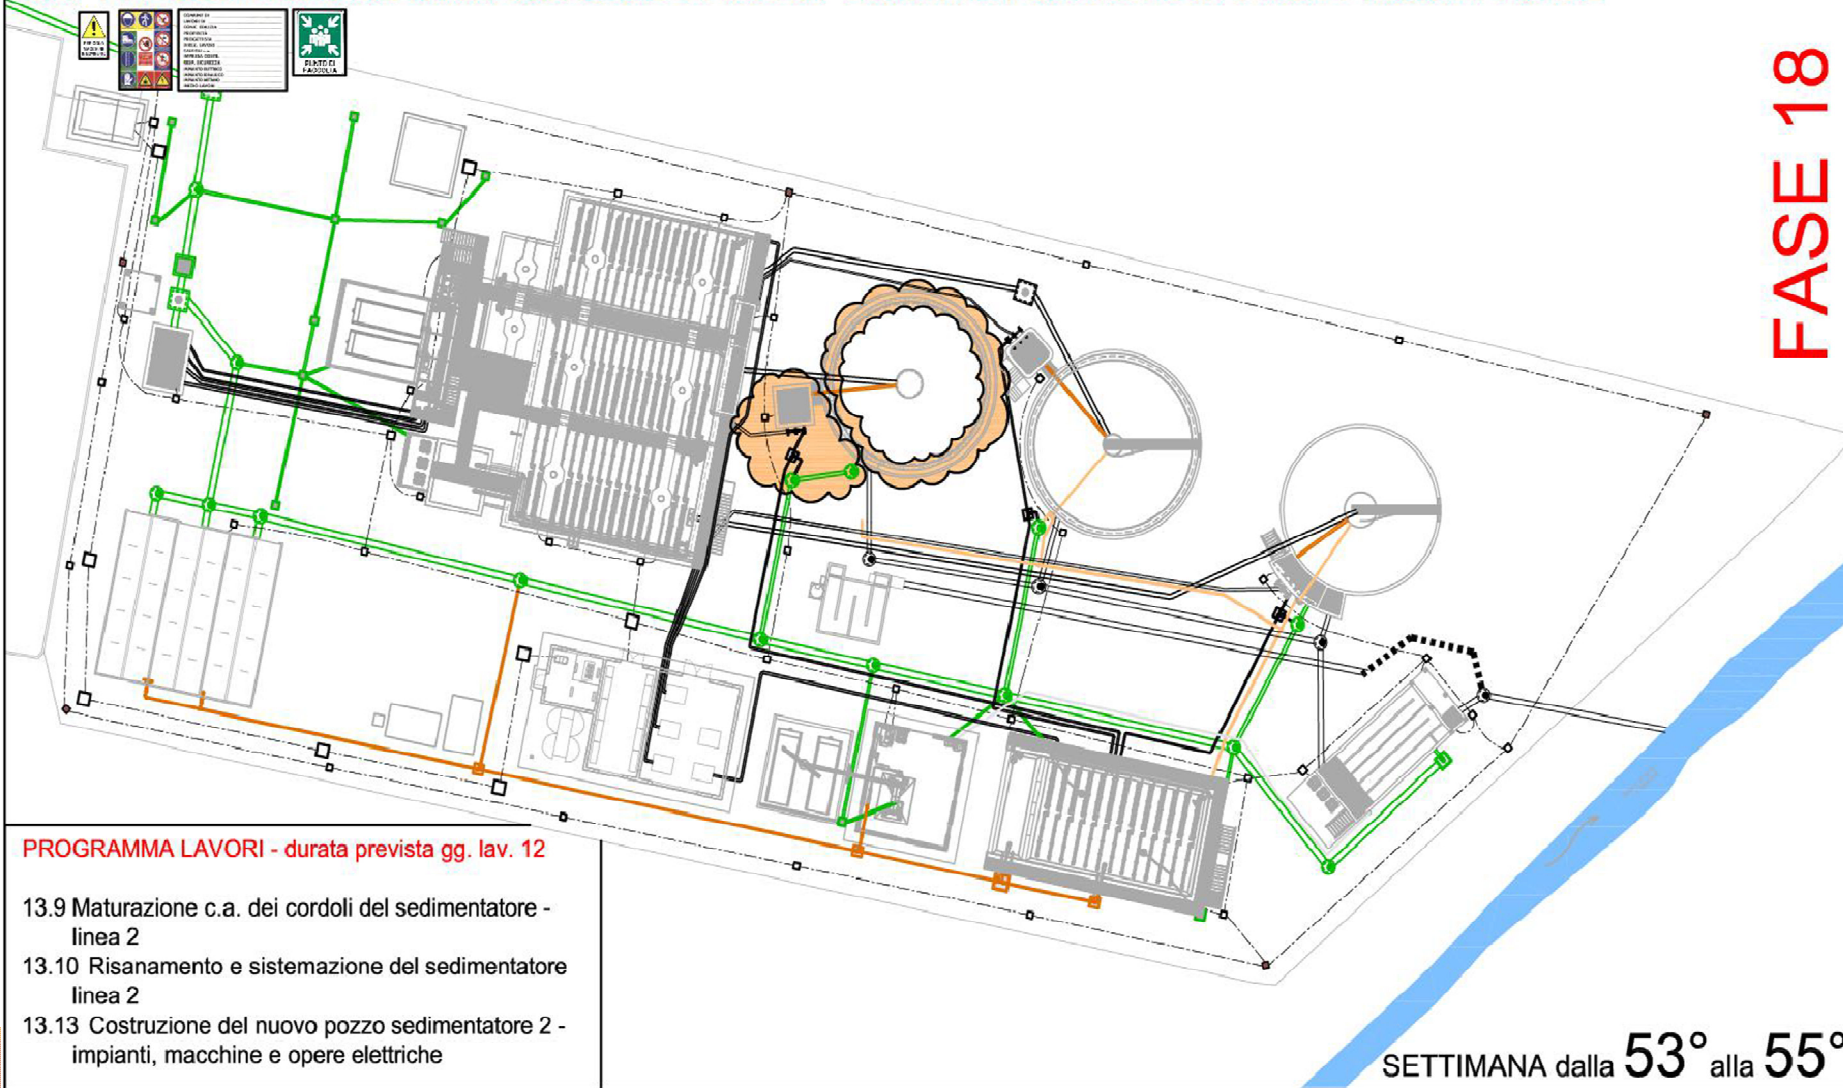 PUNTO DI
RACCOLTA
FASE 18
PROGRAMMA LAVORI - durata prevista gg. lav. 12
13.9 Maturazione c.a. dei cordoli del sedimentatore -
linea 2
13.10 Risanamento e sistemazione del sedimentatore
linea 2
13.13 Costruzione del nuovo pozzo sedimentatore 2 -
impianti, macchine e opere elettriche
SETTIMANA dalla 53° alla 55°